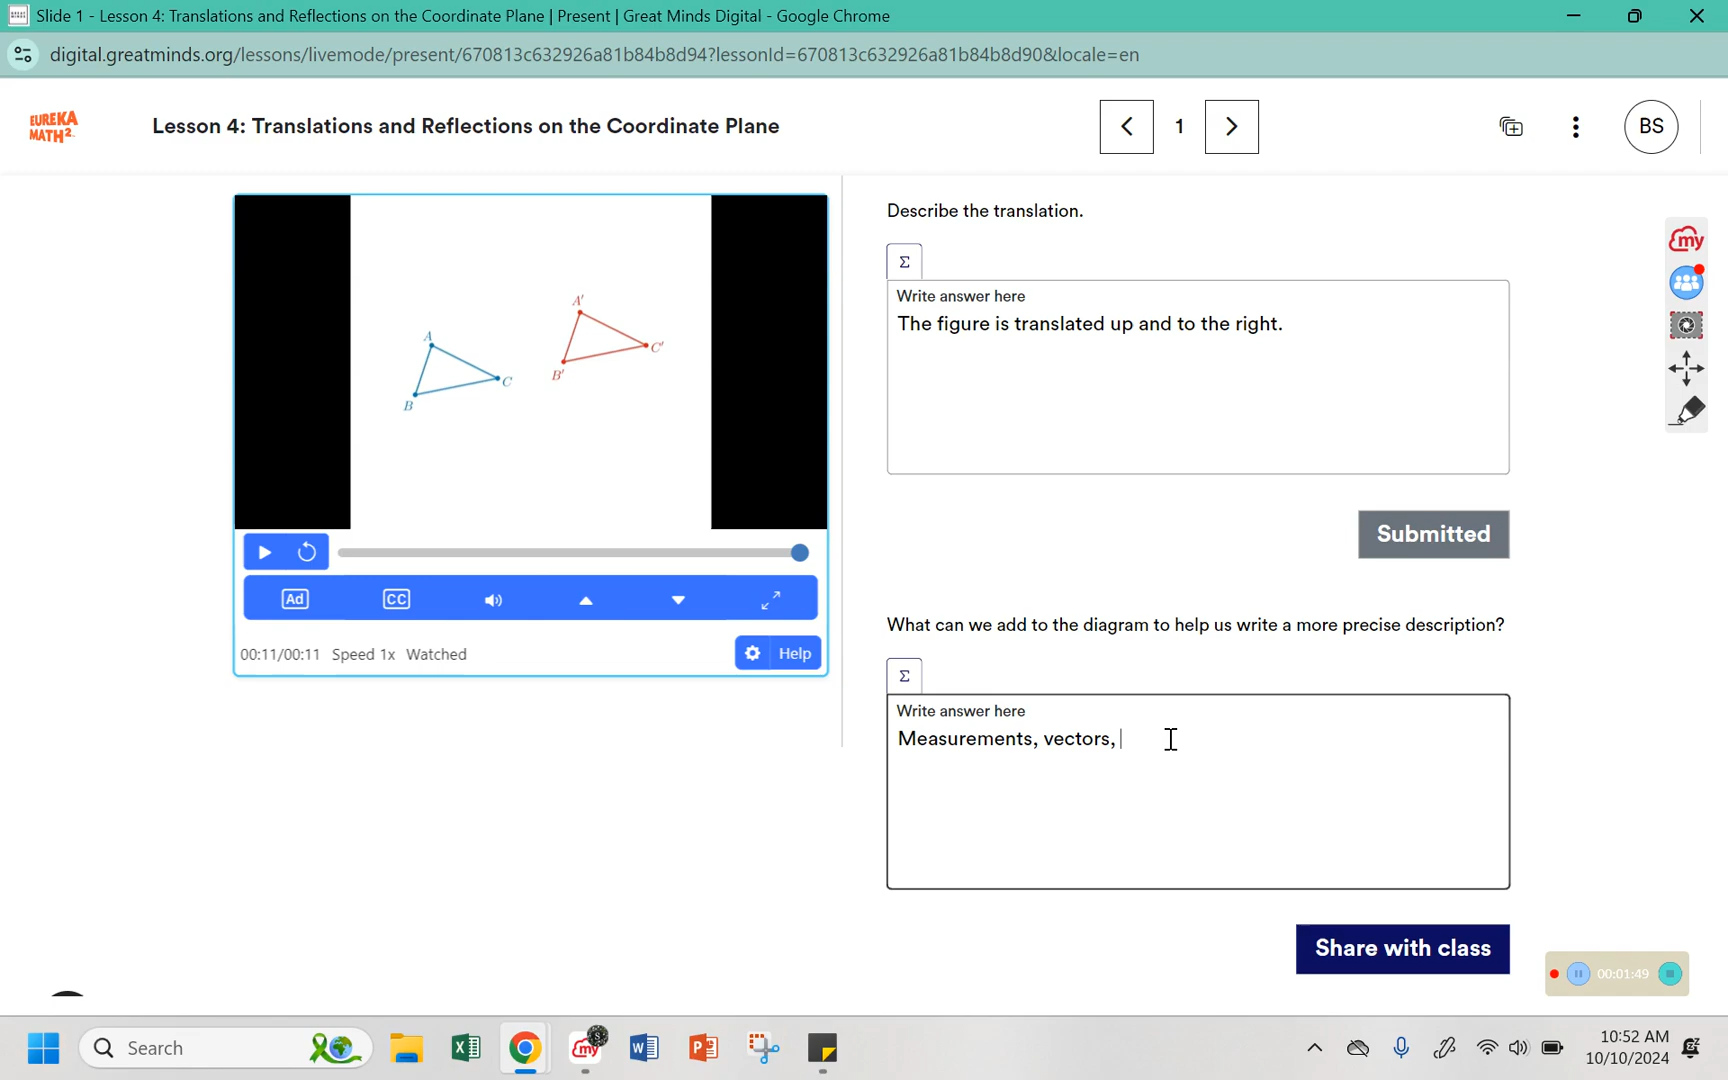 Slide 1 - Lesson 4: Translations and Reflections on the Coordinate Plane | Present | Great Minds Digital - Google Chrome
digital.greatminds.org/lessons/livemode/present/670813c632926a81b84b8d94?lessonId=670813c632926a81b84b8d90&locale=en
EUREKA
MATH²
Lesson 4: Translations and Reflections on the Coordinate Plane
1
BS
A
B
C
A'
B'
C'
Ad
CC
00:11/00:11 Speed 1x Watched
Help
Describe the translation.
Σ
Write answer here
The figure is translated up and to the right.
Submitted
What can we add to the diagram to help us write a more precise description?
Σ
Write answer here
Measurements, vectors,
Share with class
my
00:01:49
Search
my
S
10:52 AM
10/10/2024